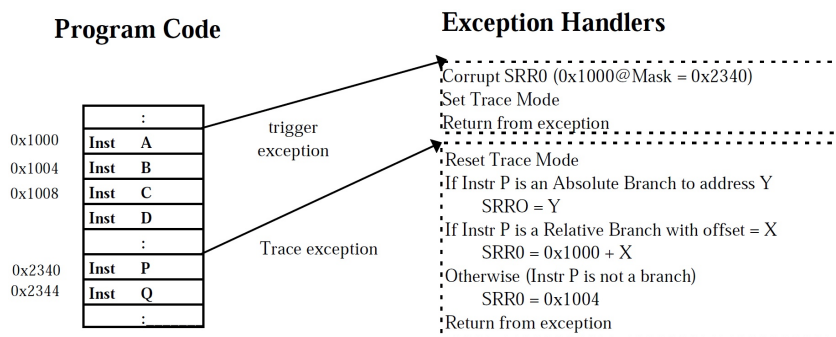 Program Code
Exception Handlers
Corrupt SRR0 (0x1000@Mask = 0x2340)
Set Trace Mode
Return from exception
trigger
exception
:
0x1000 Inst A
0x1004 Inst B
0x1008 Inst C
Inst D
:
0x2340 Inst P
0x2344 Inst Q
:
Trace exception
Reset Trace Mode
If Instr P is an Absolute Branch to address Y
SRRO = Y
If Instr P is a Relative Branch with offset = X
SRR0 = 0x1000 + X
Otherwise (Instr P is not a branch)
SRR0 = 0x1004
Return from exception